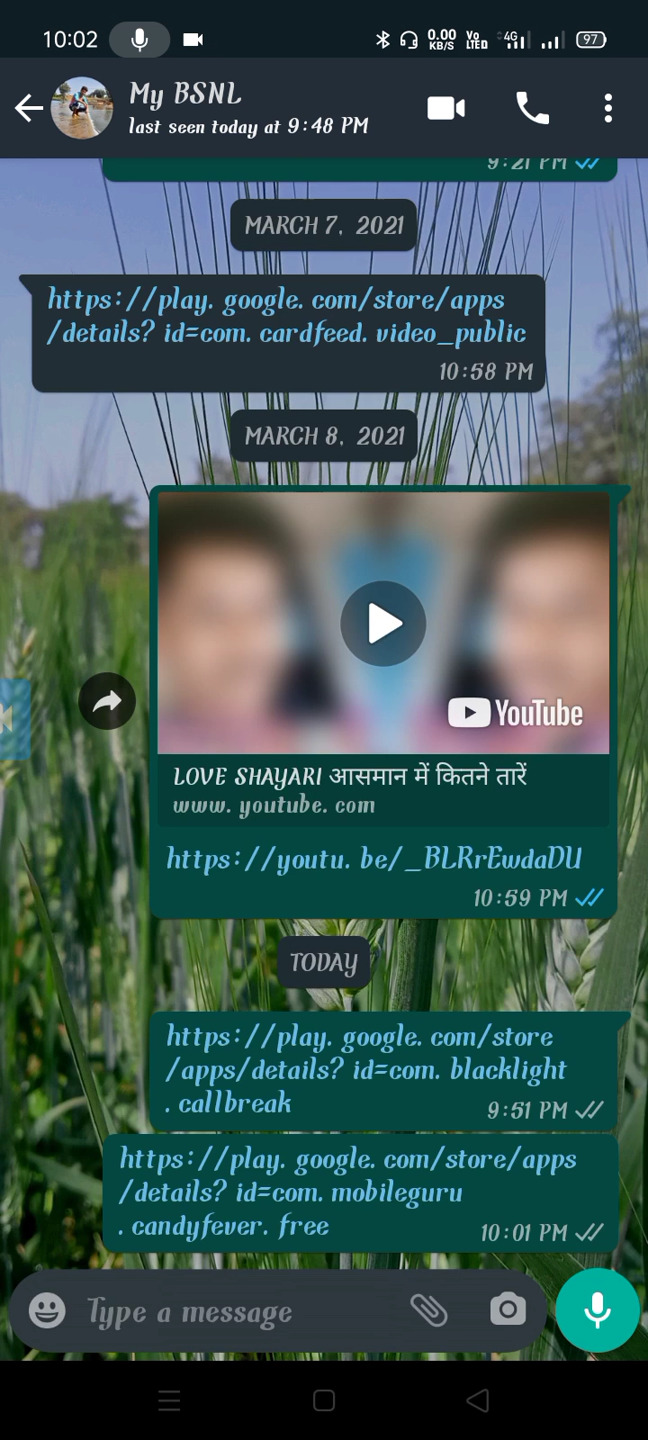 10:02
0.00 KB/S
Vo LTED
4G
97
My BSNL
last seen today at 9:48 PM
9:21 PM
MARCH 7, 2021
https://play. google. com/store/apps
/details? id=com. cardfeed. video_public
10:58 PM
MARCH 8, 2021
YouTube
LOVE SHAYARI आसमान में कितने तारें
www. youtube. com
https://youtu. be/_BLRrEwdaDU
10:59 PM
TODAY
https://play. google. com/store
/apps/details? id=com. blacklight
. callbreak
9:51 PM
https://play. google. com/store/apps
/details? id=com. mobileguru
. candyfever. free
10:01 PM
Type a message